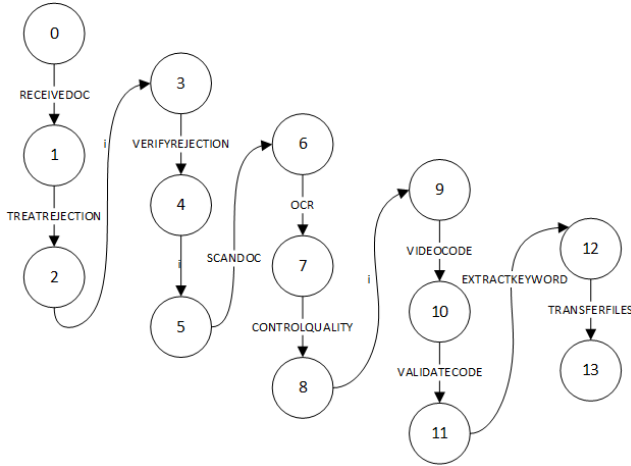 0
RECEIVEDOC
1
TREATREJECTION
2
i
3
VERIFYREJECTION
4
i
5
SCANDOC
6
OCR
7
CONTROLQUALITY
8
i
9
VIDEOCODE
10
VALIDATECODE
11
EXTRACTKEYWORD
12
TRANSFERFILES
13